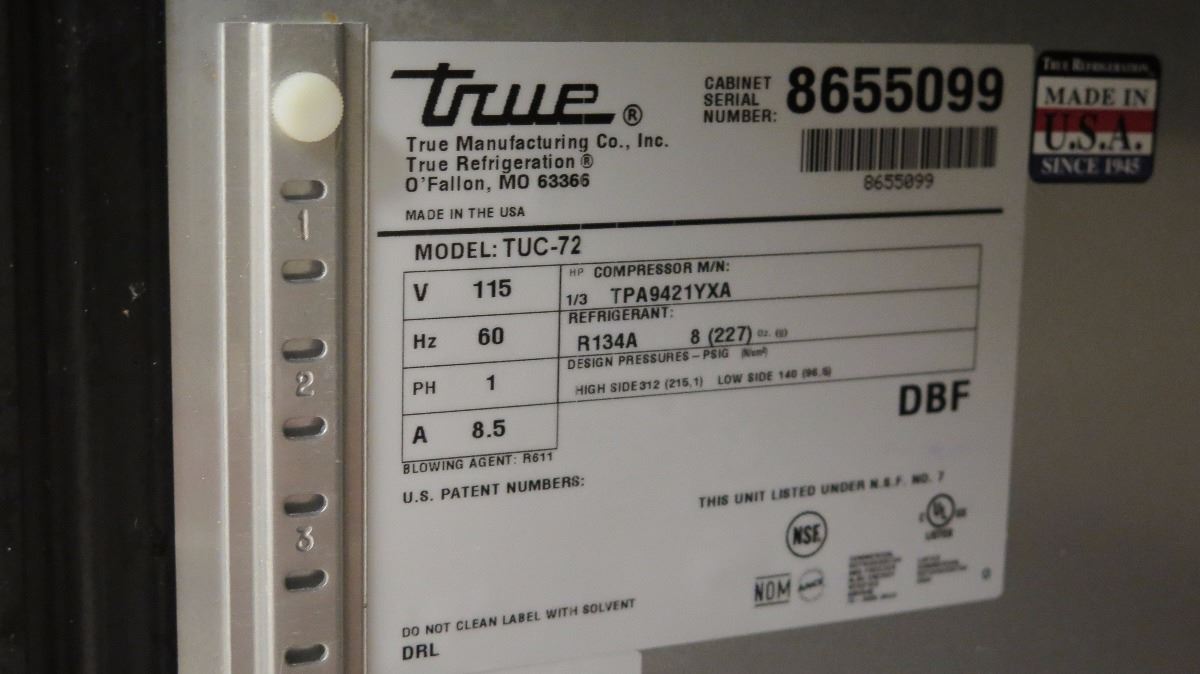 true®
True Manufacturing Co., Inc.
True Refrigeration®
O'Fallon, MO 63366
MADE IN THE USA
CABINET
SERIAL
NUMBER: 8655099
8655099
TRUE REFRIGERATION
MADE IN
U.S.A.
SINCE 1945
MODEL: TUC-72
V 115
Hz 60
PH 1
A 8.5
HP COMPRESSOR M/N:
1/3 TPA9421YXA
REFRIGERANT:
R134A 8 (227) Oz. (g)
DESIGN PRESSURES – PSIG
HIGH SIDE 312 (215.1) LOW SIDE 140 (96.5)
DBF
BLOWING AGENT: R611
U.S. PATENT NUMBERS:
THIS UNIT LISTED UNDER N.S.F. NO. 7
NSF.
UL
LISTED
NOM
DO NOT CLEAN LABEL WITH SOLVENT
DRL
1
2
3